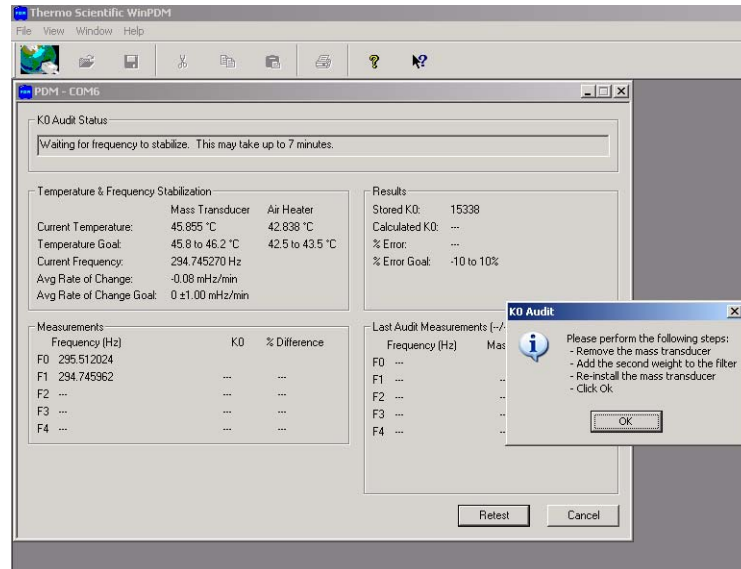 Thermo Scientific WinPDM
File View Window Help
PDM - COM6
K0 Audit Status
Waiting for frequency to stabilize. This may take up to 7 minutes.
Temperature & Frequency Stabilization
Mass Transducer Air Heater
Current Temperature: 45.855 °C 42.838 °C
Temperature Goal: 45.8 to 46.2 °C 42.5 to 43.5 °C
Current Frequency: 294.745270 Hz
Avg Rate of Change: -0.08 mHz/min
Avg Rate of Change Goal: 0 ±1.00 mHz/min
Results
Stored K0: 15338
Calculated K0: ---
% Error: ---
% Error Goal: -10 to 10%
Measurements
Frequency (Hz) K0 % Difference
F0 295.512024
F1 294.745962 --- ---
F2 --- --- ---
F3 --- --- ---
F4 --- --- ---
Last Audit Measurements (--/-
Frequency (Hz) Mas
F0 ---
F1 --- --
F2 --- --
F3 --- --
F4 --- --
K0 Audit
Please perform the following steps:
- Remove the mass transducer
- Add the second weight to the filter
- Re-install the mass transducer
- Click Ok
OK
Retest Cancel